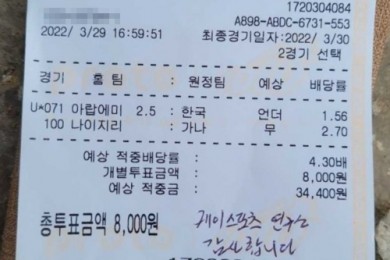 1720304084
A898-ABDC-6731-553
2022/ 3/29 16:59:51 최종경기일자:2022/ 3/30
2경기 선택
경기 홈 팀 : 원정팀 예상 배당률
U*071 아랍에미 2.5 : 한국 언더 1.56
100 나이지리 : 가나 무 2.70
예상 적중배당률 : 4.30배
개별투표금액 : 8,000원
예상 적중금 : 34,400원
총투표금액 8,000원 케이스포츠 연구소
감사합니다